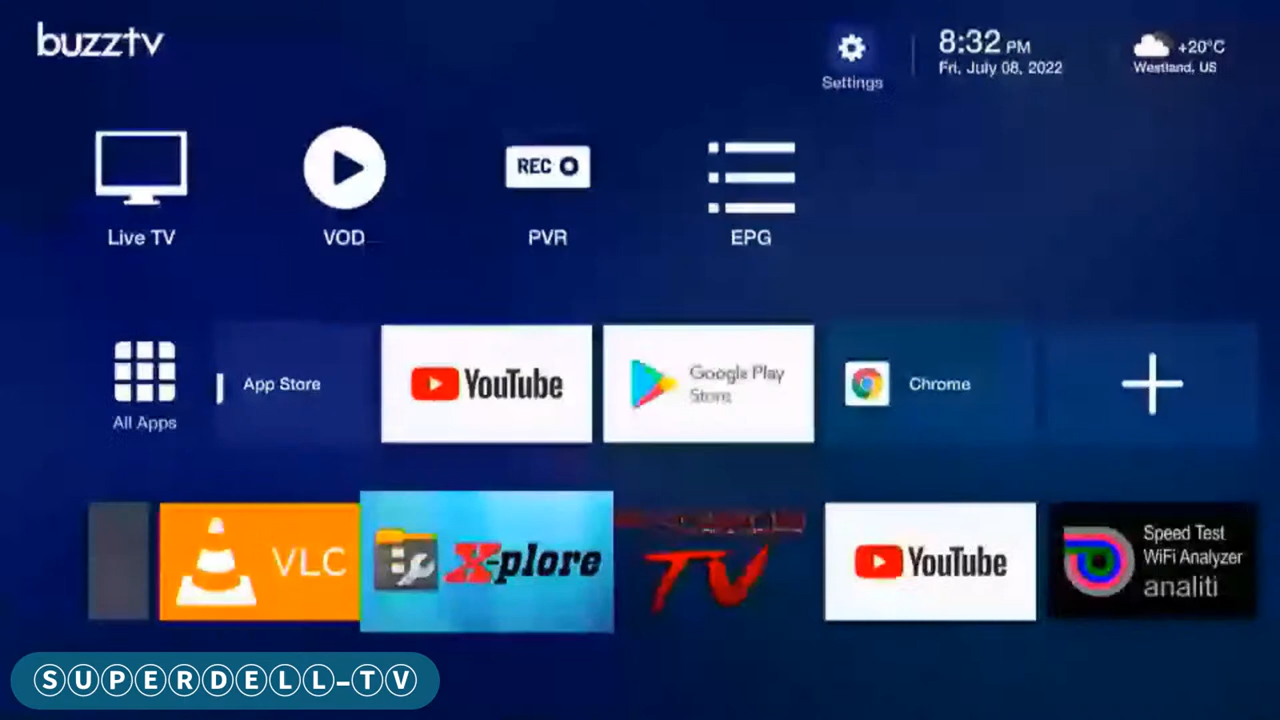 buzztv
Settings
8:32 PM
Fri, July 08, 2022
+20°C
Westland, US
Live TV
VOD
REC
PVR
EPG
All Apps
App Store
YouTube
Google Play
Store
Chrome
VLC
X-plore
TV
YouTube
Speed Test
WiFi Analyzer
analiti
ⓈⓊⓅⒺⓇⒹⒺⓁⓁ–ⓉⓋ